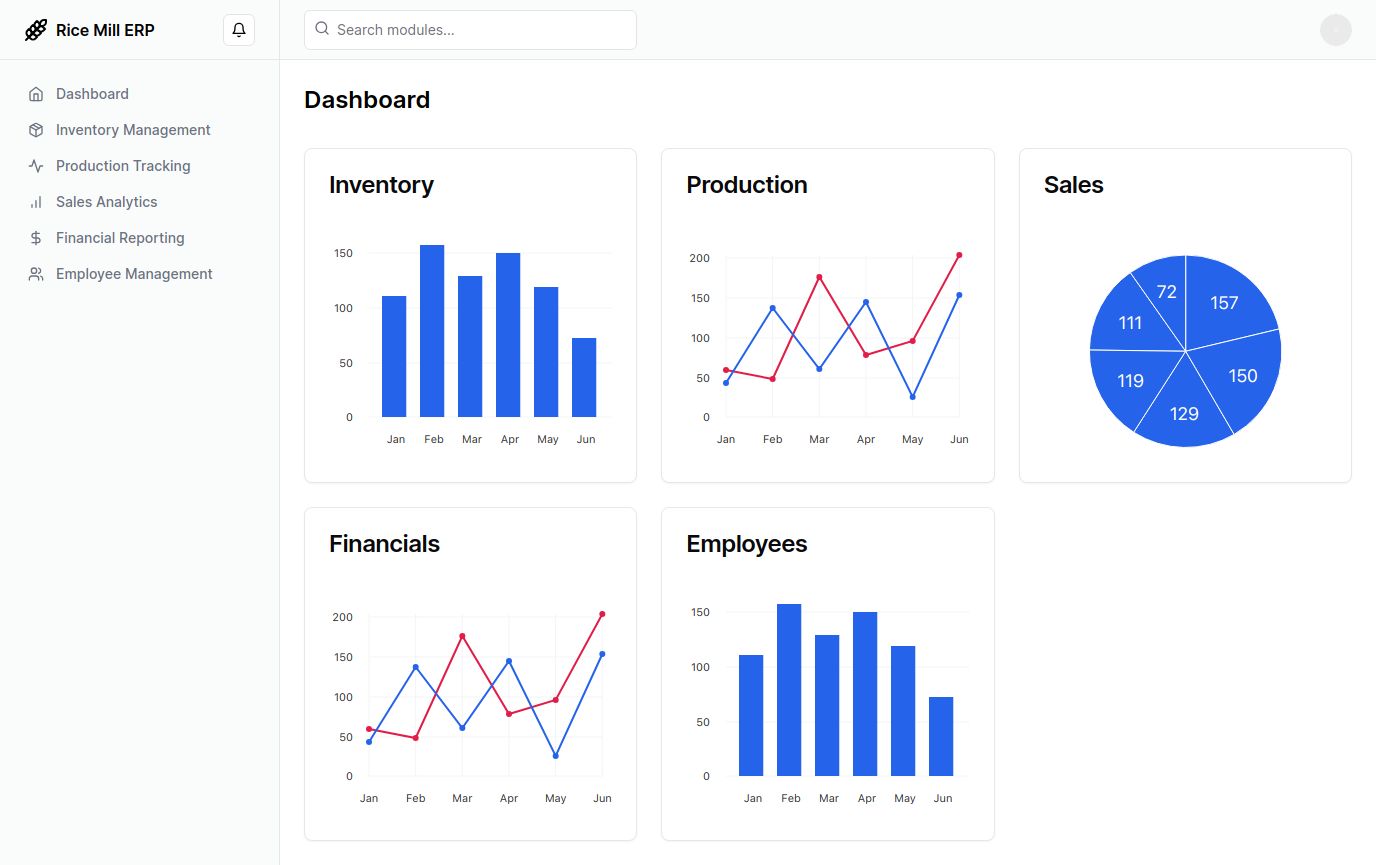 Rice Mill ERP
Search modules...
Dashboard
Inventory Management
Production Tracking
Sales Analytics
Financial Reporting
Employee Management
Dashboard
Inventory
150
100
50
0
Jan Feb Mar Apr May Jun
Production
200
150
100
50
0
Jan Feb Mar Apr May Jun
Sales
72
157
111
119
150
129
Financials
200
150
100
50
0
Jan Feb Mar Apr May Jun
Employees
150
100
50
0
Jan Feb Mar Apr May Jun